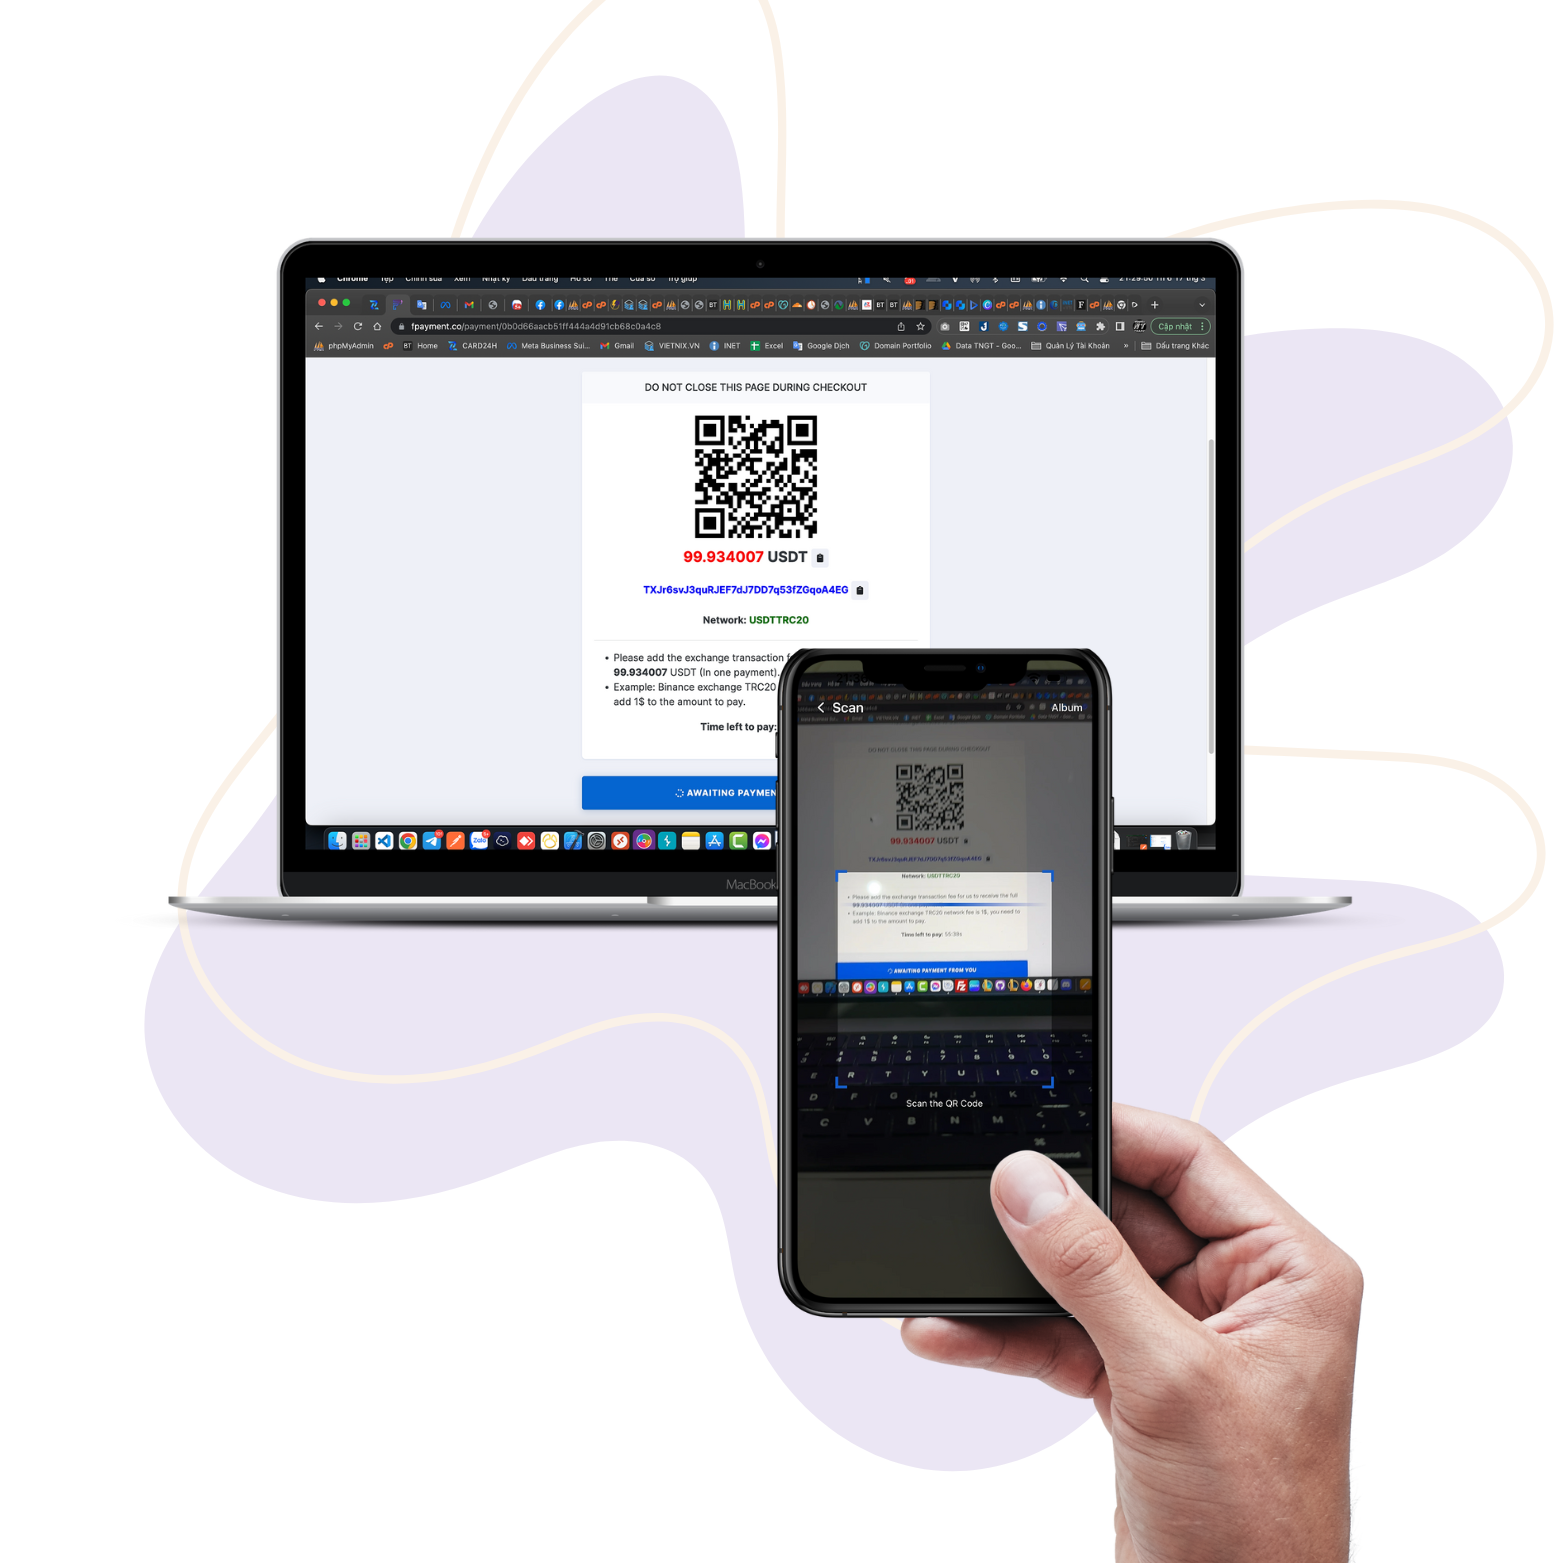 Chrome Tệp Chỉnh sửa Xem Nhật ký Dấu trang Hồ sơ Thẻ Cửa sổ Trợ giúp
fpayment.co/payment/0b0d66aacb51ff444a4d91cb68c0a4c8
Cập nhật
phpMyAdmin BT Home CARD24H Meta Business Sui... Gmail VIETNIX.VN INET Excel Google Dịch Domain Portfolio Data TNGT - Goo... Quản Lý Tài Khoản » Dấu trang Khác
DO NOT CLOSE THIS PAGE DURING CHECKOUT
99.934007 USDT
TXJr6svJ3quRJEF7dJ7DD7q53fZGqoA4EG
Network: USDTTRC20
• Please add the exchange transaction f
99.934007 USDT (In one payment).
• Example: Binance exchange TRC20
add 1$ to the amount to pay.
Time left to pay:
AWAITING PAYMEN
MacBook
Scan
Album
DO NOT CLOSE THIS PAGE DURING CHECKOUT
99.934007 USDT
TXJr6svJ3quRJEF7dJ7DD7q53fZGqoA4EG
Network: USDTTRC20
• Please add the exchange transaction fee for us to receive the full
99.934007 USDT (In one payment).
• Example: Binance exchange TRC20 network fee is 1$, you need to
add 1$ to the amount to pay.
Time left to pay:
AWAITING PAYMENT FROM YOU
R T Y U I O
D F G H J K L
C V B N M
command
Scan the QR Code